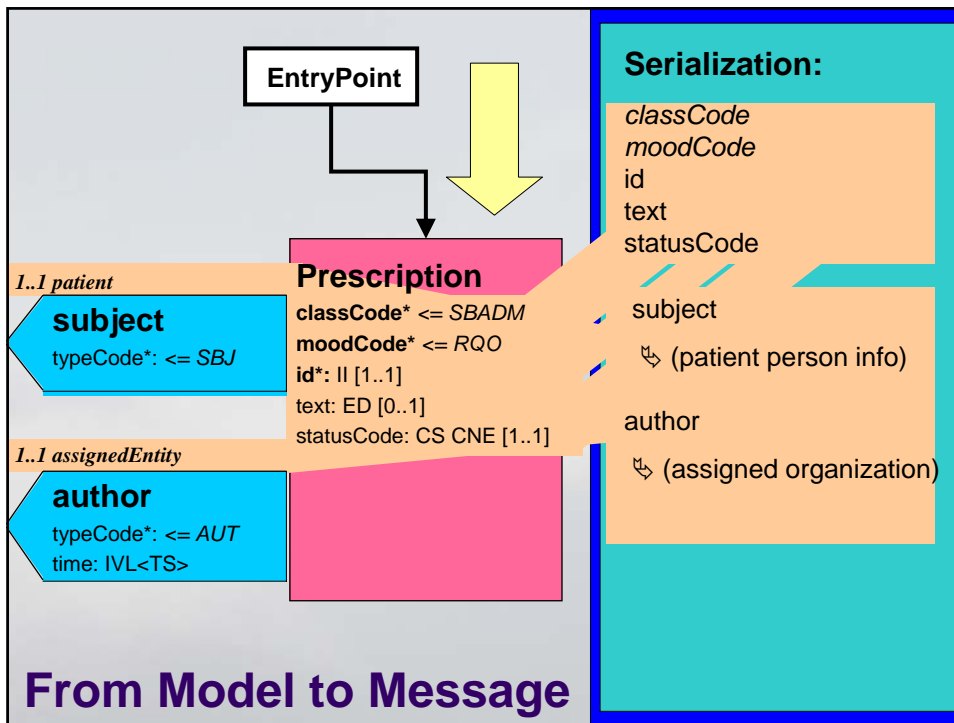 EntryPoint
1..1 patient
subject
typeCode*: <= SBJ
1..1 assignedEntity
author
typeCode*: <= AUT
time: IVL<TS>
Prescription
classCode* <= SBADM
moodCode* <= RQO
id*: II [1..1]
text: ED [0..1]
statusCode: CS CNE [1..1]
From Model to Message
Serialization:
classCode
moodCode
id
text
statusCode
subject
↳ (patient person info)
author
↳ (assigned organization)